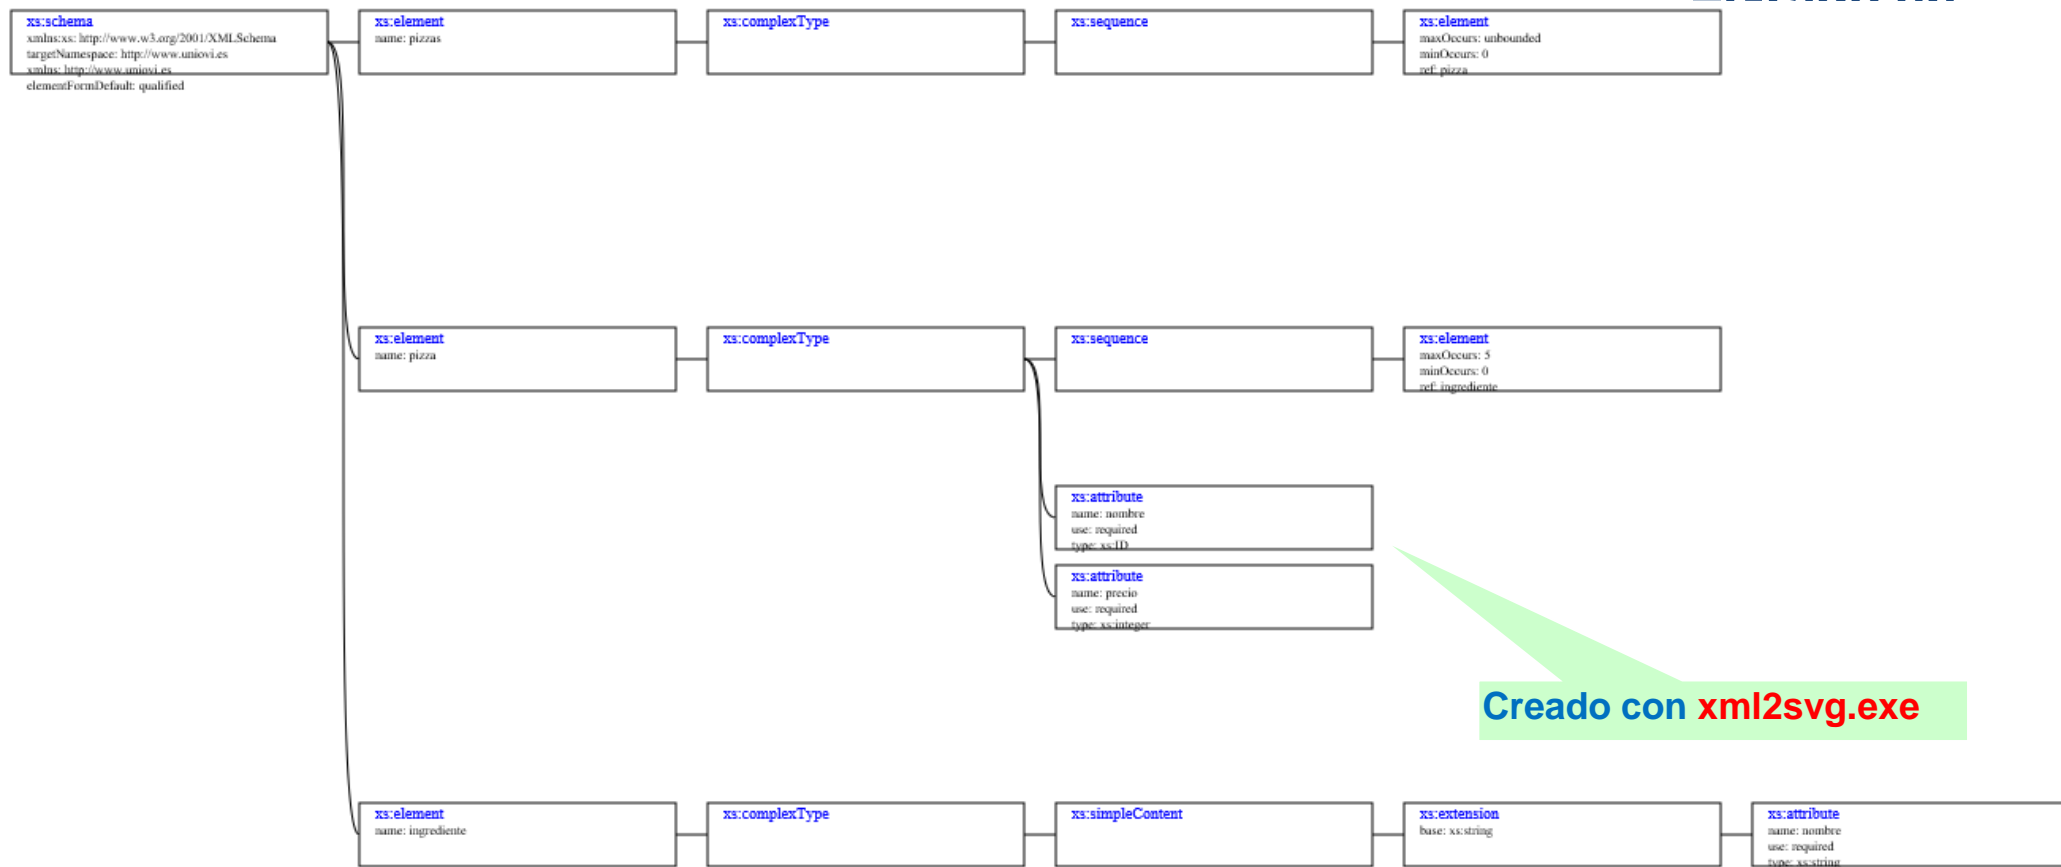 xs:schema
xmlns:xs: http://www.w3.org/2001/XMLSchema
targetNamespace: http://www.uniovi.es
xmlns: http://www.uniovi.es
elementFormDefault: qualified
xs:element
name: pizzas
xs:complexType
xs:sequence
xs:element
maxOccurs: unbounded
minOccurs: 0
ref: pizza
xs:element
name: pizza
xs:complexType
xs:sequence
xs:element
maxOccurs: 5
minOccurs: 0
ref: ingrediente
xs:attribute
name: nombre
use: required
type: xs:ID
xs:attribute
name: precio
use: required
type: xs:integer
Creado con xml2svg.exe
xs:element
name: ingrediente
xs:complexType
xs:simpleContent
xs:extension
base: xs:string
xs:attribute
name: nombre
use: required
type: xs:string